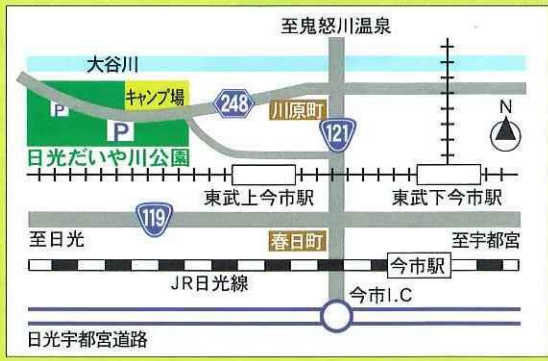 至鬼怒川温泉
大谷川
キャンプ場
248
川原町
P
P
121
N
日光だいや川公園
東武上今市駅
東武下今市駅
119
至日光
春日町
至宇都宮
今市駅
JR日光線
今市I.C
日光宇都宮道路